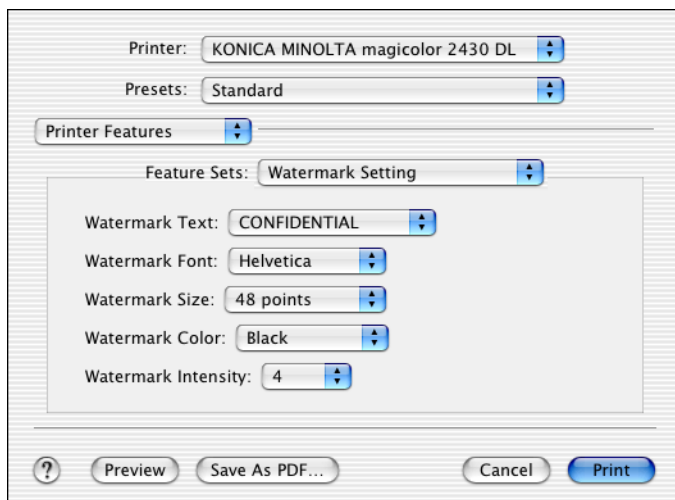 Printer: KONICA MINOLTA magicolor 2430 DL
Presets: Standard
Printer Features
Feature Sets: Watermark Setting
Watermark Text: CONFIDENTIAL
Watermark Font: Helvetica
Watermark Size: 48 points
Watermark Color: Black
Watermark Intensity: 4
? Preview Save As PDF... Cancel Print